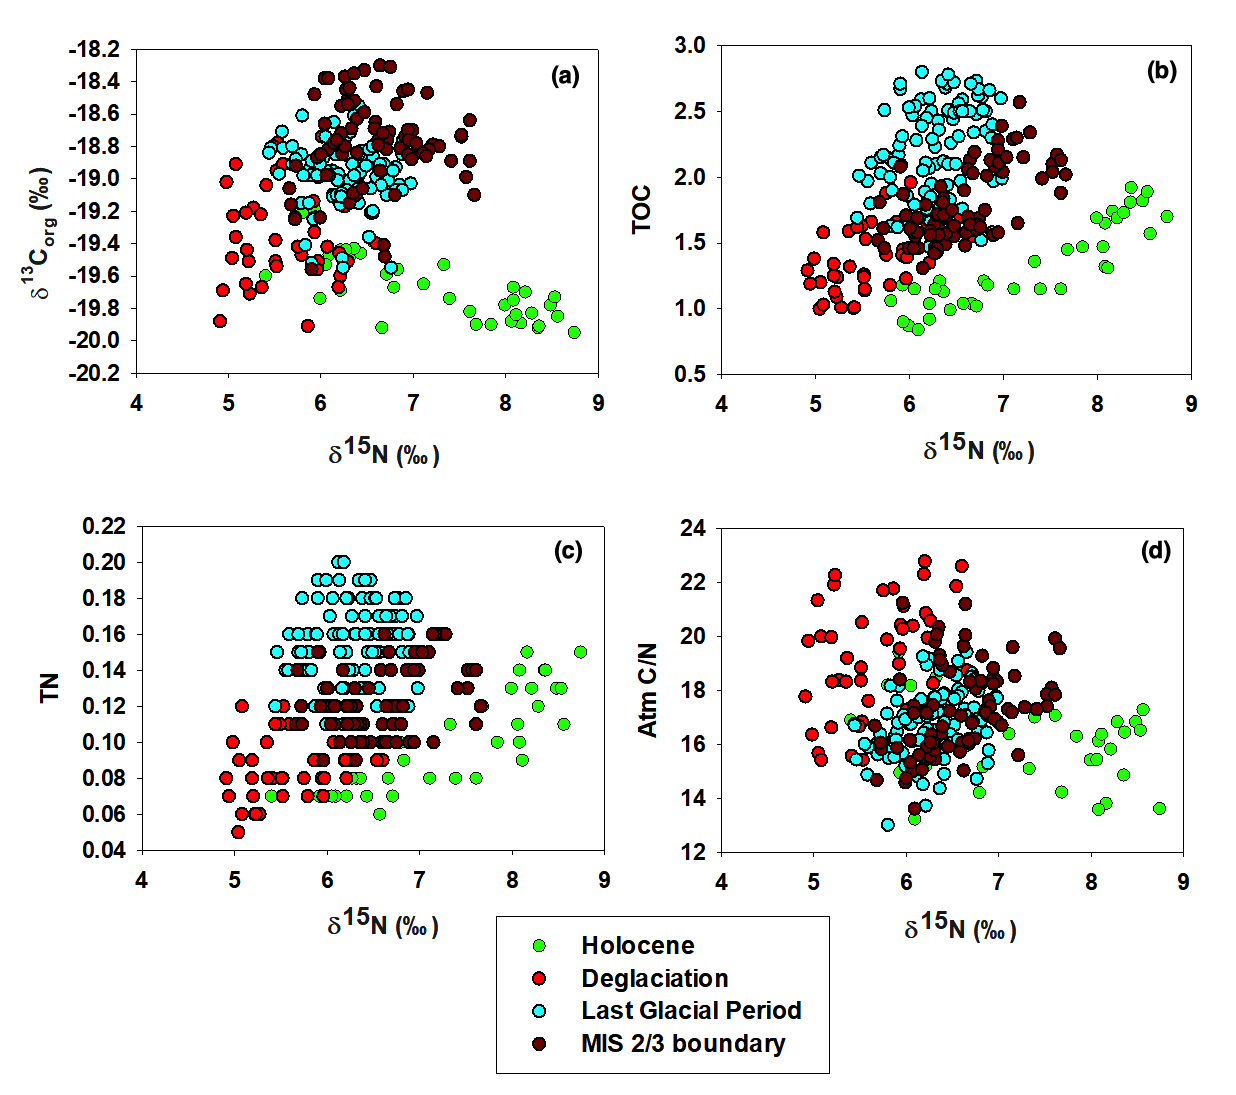 -18.2
-18.4
-18.6
-18.8
-19.0
-19.2
-19.4
-19.6
-19.8
-20.0
-20.2
δ 13Corg (‰)
(a)
4 5 6 7 8 9
δ15N (‰)
3.0
2.5
2.0
1.5
1.0
0.5
TOC
(b)
4 5 6 7 8 9
δ15N (‰)
0.22
0.20
0.18
0.16
0.14
0.12
0.10
0.08
0.06
0.04
TN
(c)
4 5 6 7 8 9
δ15N (‰)
24
22
20
18
16
14
12
Atm C/N
(d)
4 5 6 7 8 9
δ15N (‰)
Holocene
Deglaciation
Last Glacial Period
MIS 2/3 boundary